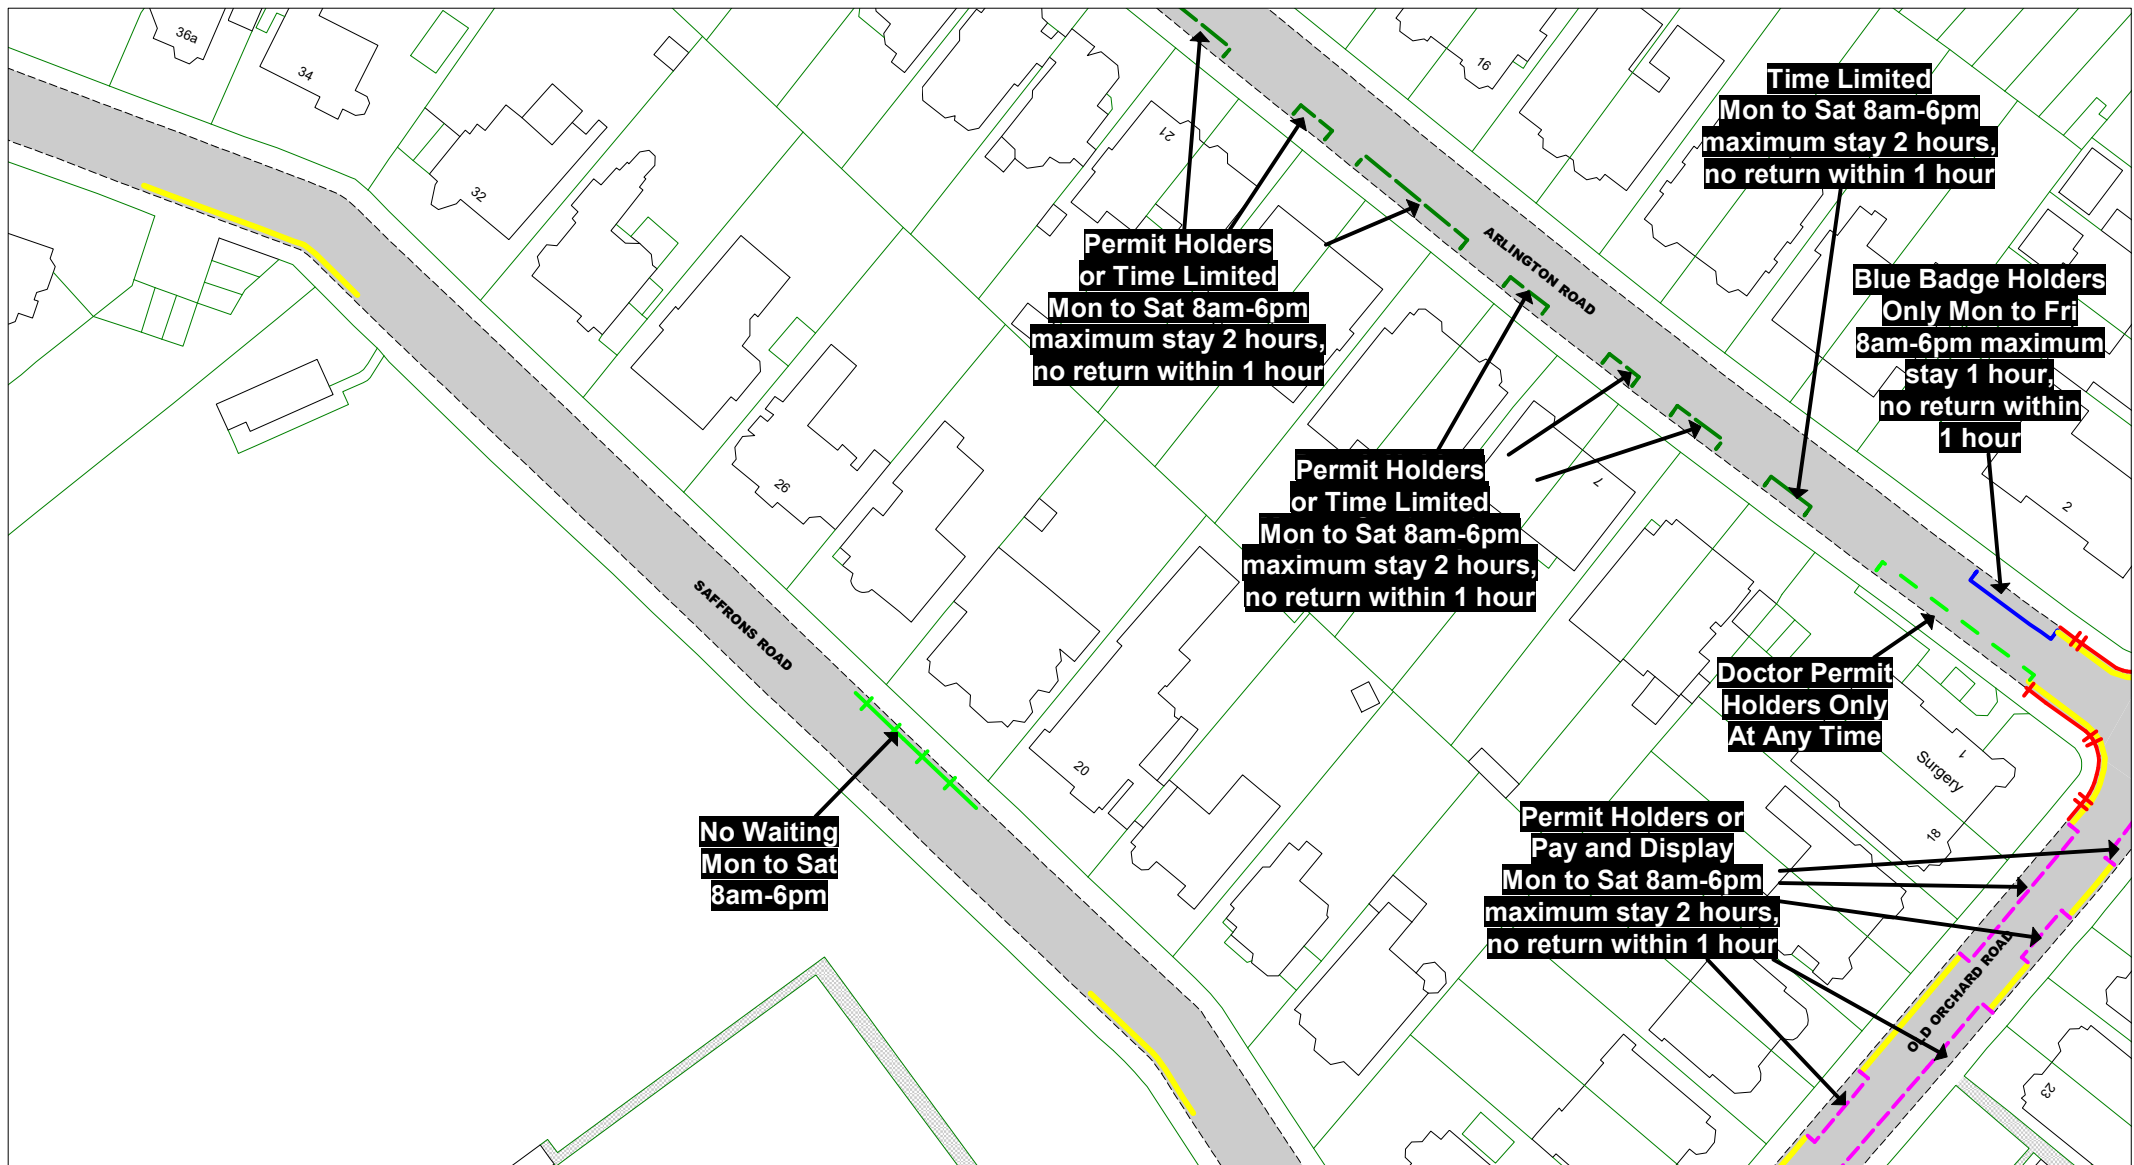 36a
34
32
21
16
Time Limited
Mon to Sat 8am-6pm
maximum stay 2 hours,
no return within 1 hour
Permit Holders
or Time Limited
Mon to Sat 8am-6pm
maximum stay 2 hours,
no return within 1 hour
ARLINGTON ROAD
Blue Badge Holders
Only Mon to Fri
8am-6pm maximum
stay 1 hour,
no return within
1 hour
26
Permit Holders
or Time Limited
Mon to Sat 8am-6pm
maximum stay 2 hours,
no return within 1 hour
7
2
SAFFRONS ROAD
Doctor Permit
Holders Only
At Any Time
1
Surgery
18
20
No Waiting
Mon to Sat
8am-6pm
Permit Holders or
Pay and Display
Mon to Sat 8am-6pm
maximum stay 2 hours,
no return within 1 hour
OLD ORCHARD ROAD
23